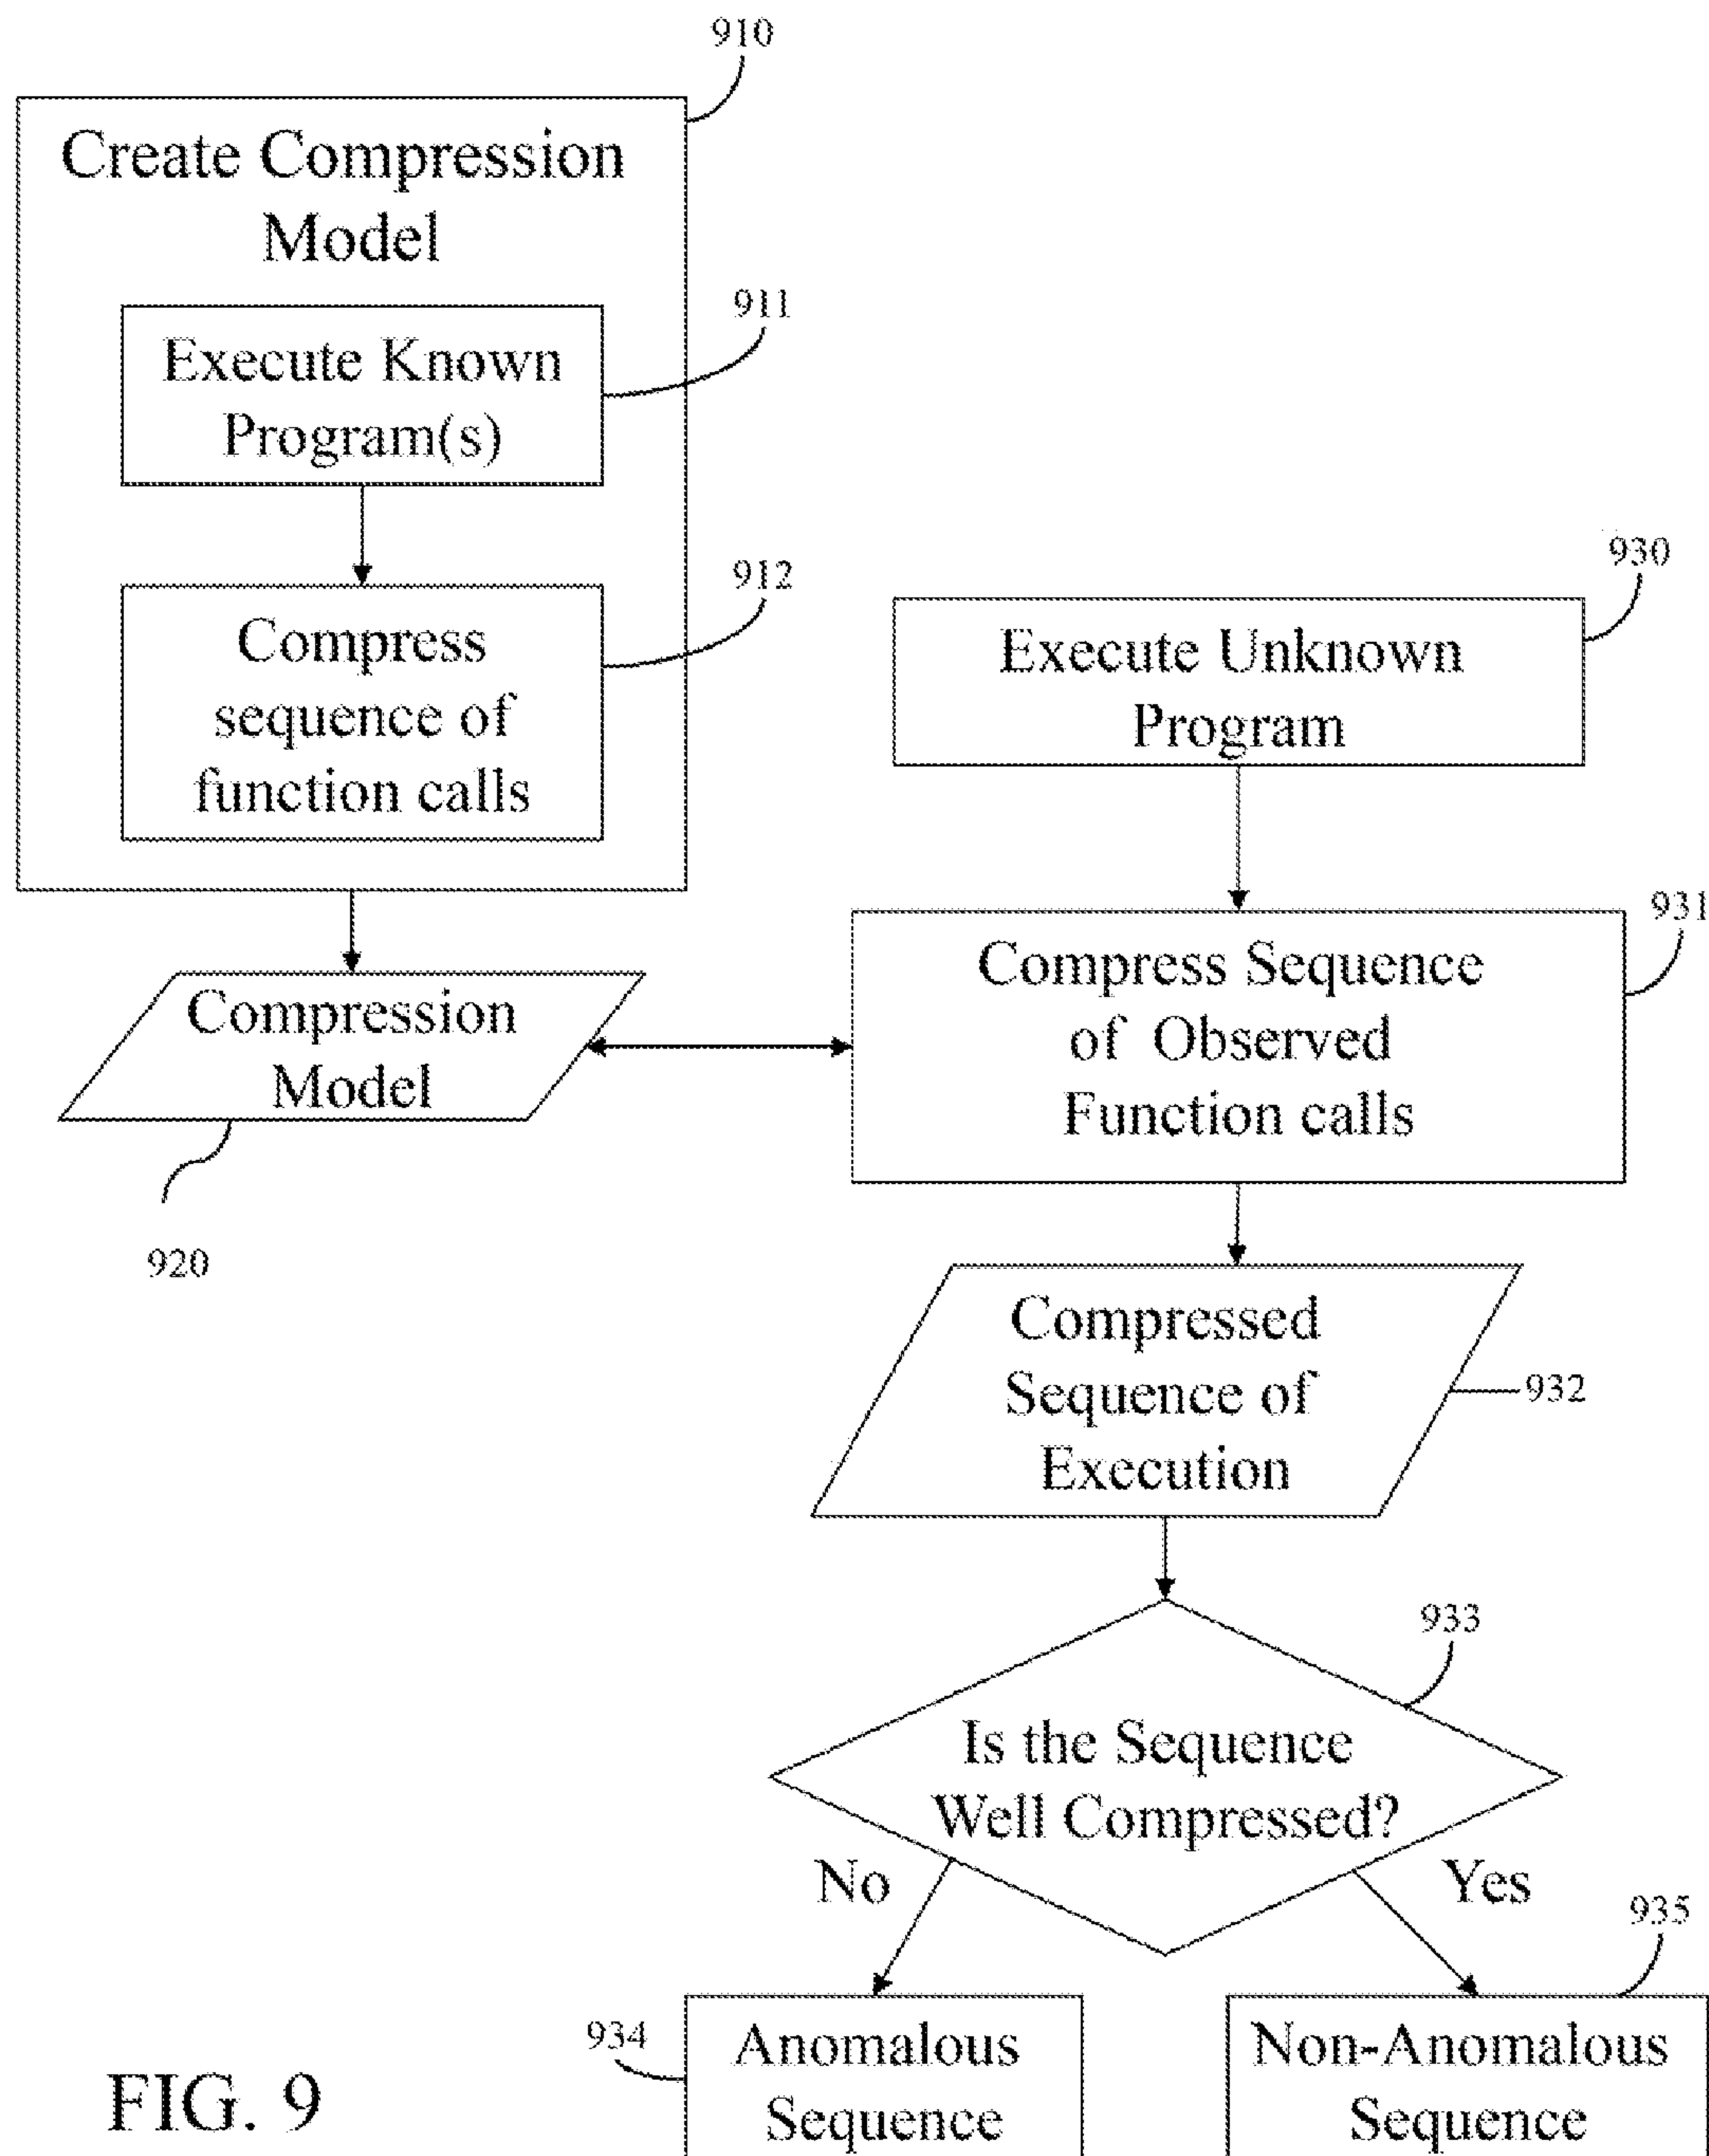 910
Create Compression
Model
911
Execute Known
Program(s)
912
Compress
sequence of
function calls
930
Execute Unknown
Program
931
Compress Sequence
of Observed
Function calls
Compression
Model
920
Compressed
Sequence of
Execution
932
933
Is the Sequence
Well Compressed?
No
Yes
935
934
Anomalous
Sequence
Non-Anomalous
Sequence
FIG. 9